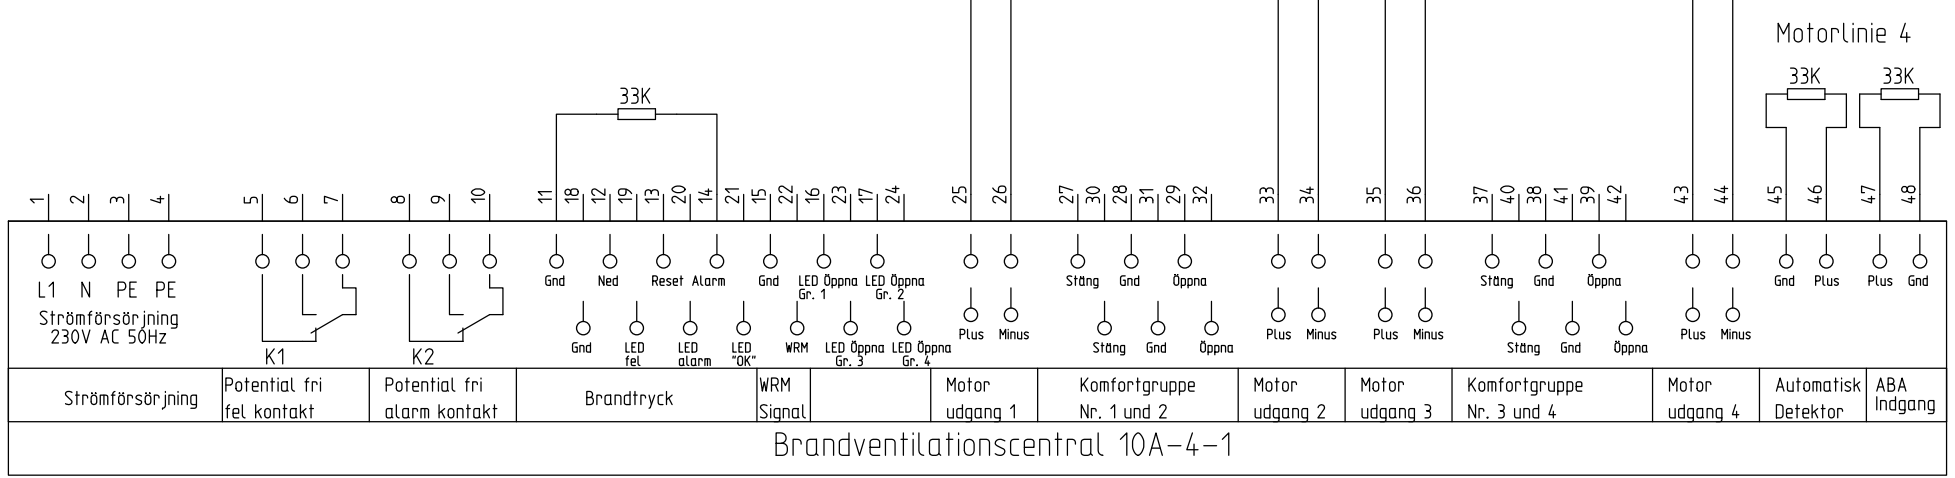 Motorlinie 4
33K 33K
33K
1 2 3 4 5 6 7 8 9 10 11 18 12 19 13 20 14 21 15 22 16 23 17 24 25 26 27 30 28 31 29 32 33 34 35 36 37 40 38 41 39 42 43 44 45 46 47 48
L1 N PE PE
Strömförsörjning
230V AC 50Hz
K1
K2
Gnd Ned Reset Alarm Gnd LED Öppna LED Öppna
Gr. 1 Gr. 2
Gnd LED LED LED WRM LED Öppna LED Öppna
fel alarm "OK" Gr. 3 Gr. 4
Plus Minus
Stäng Gnd Öppna
Stäng Gnd Öppna
Plus Minus
Plus Minus
Stäng Gnd Öppna
Stäng Gnd Öppna
Plus Minus
Gnd Plus
Plus Gnd
Strömförsörjning
Potential fri
fel kontakt
Potential fri
alarm kontakt
Brandtryck
WRM
Signal
Motor
udgang 1
Komfortgruppe
Nr. 1 und 2
Motor
udgang 2
Motor
udgang 3
Komfortgruppe
Nr. 3 und 4
Motor
udgang 4
Automatisk
Detektor
ABA
Indgang
Brandventilationscentral 10A-4-1